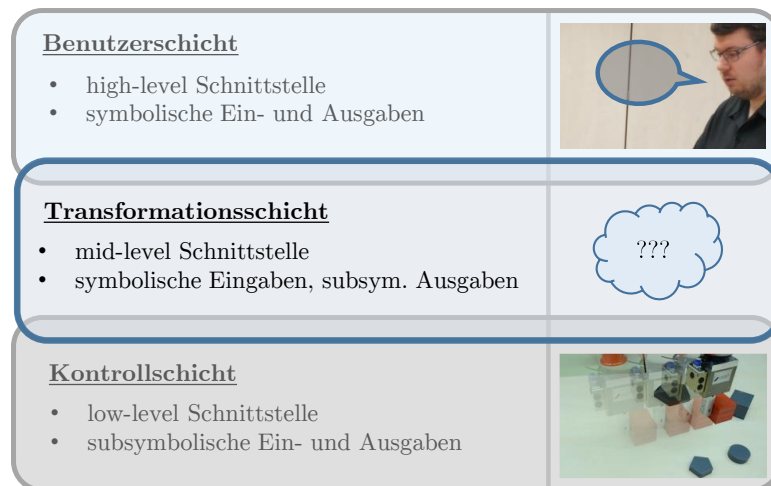 Benutzerschicht
• high-level Schnittstelle
• symbolische Ein- und Ausgaben
Transformationsschicht
• mid-level Schnittstelle
• symbolische Eingaben, subsym. Ausgaben
???
Kontrollschicht
• low-level Schnittstelle
• subsymbolische Ein- und Ausgaben